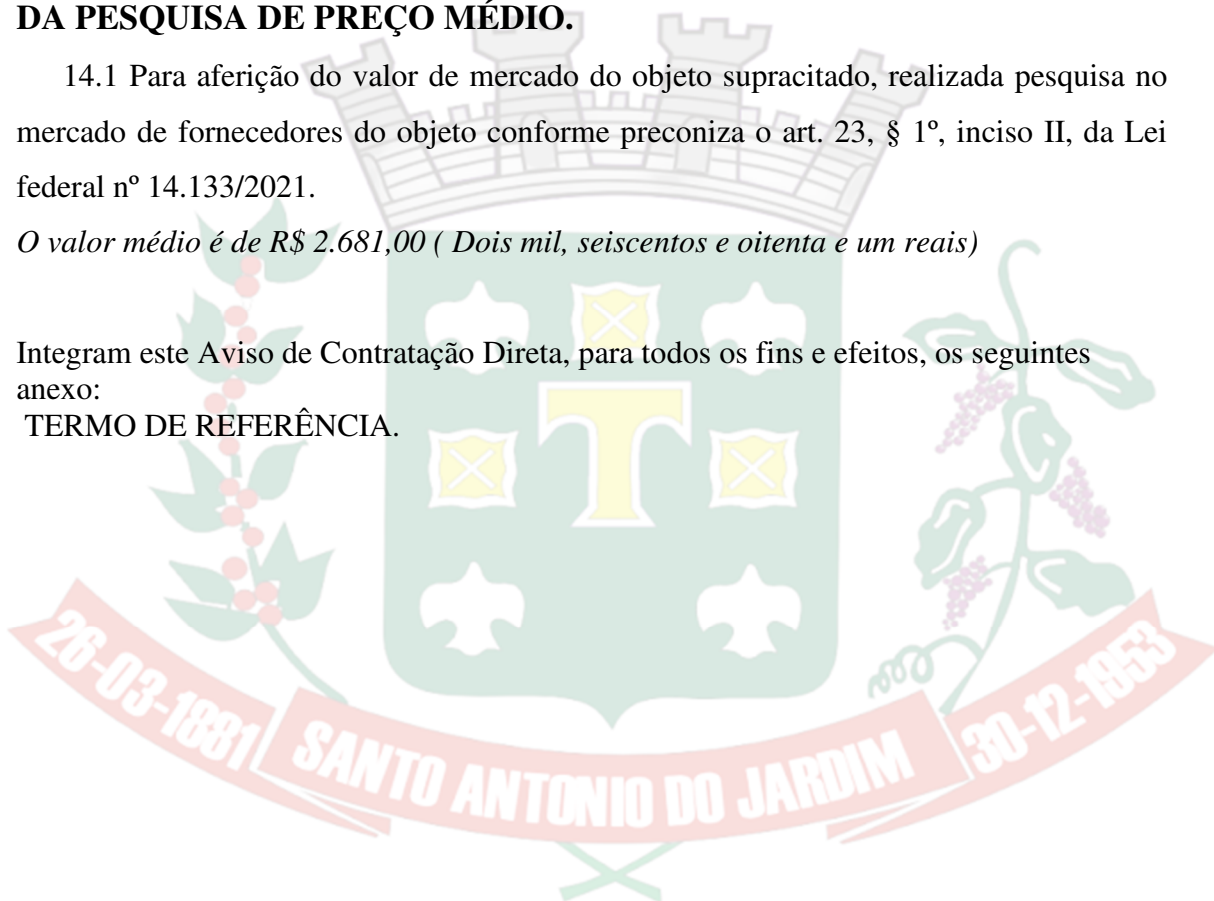 DA PESQUISA DE PREÇO MÉDIO.
14.1 Para aferição do valor de mercado do objeto supracitado, realizada pesquisa no
mercado de fornecedores do objeto conforme preconiza o art. 23, § 1º, inciso II, da Lei
federal nº 14.133/2021.
O valor médio é de R$ 2.681,00 ( Dois mil, seiscentos e oitenta e um reais)
Integram este Aviso de Contratação Direta, para todos os fins e efeitos, os seguintes
anexo:
TERMO DE REFERÊNCIA.
T
26-03-1881
SANTO ANTONIO DO JARDIM
30-12-1953